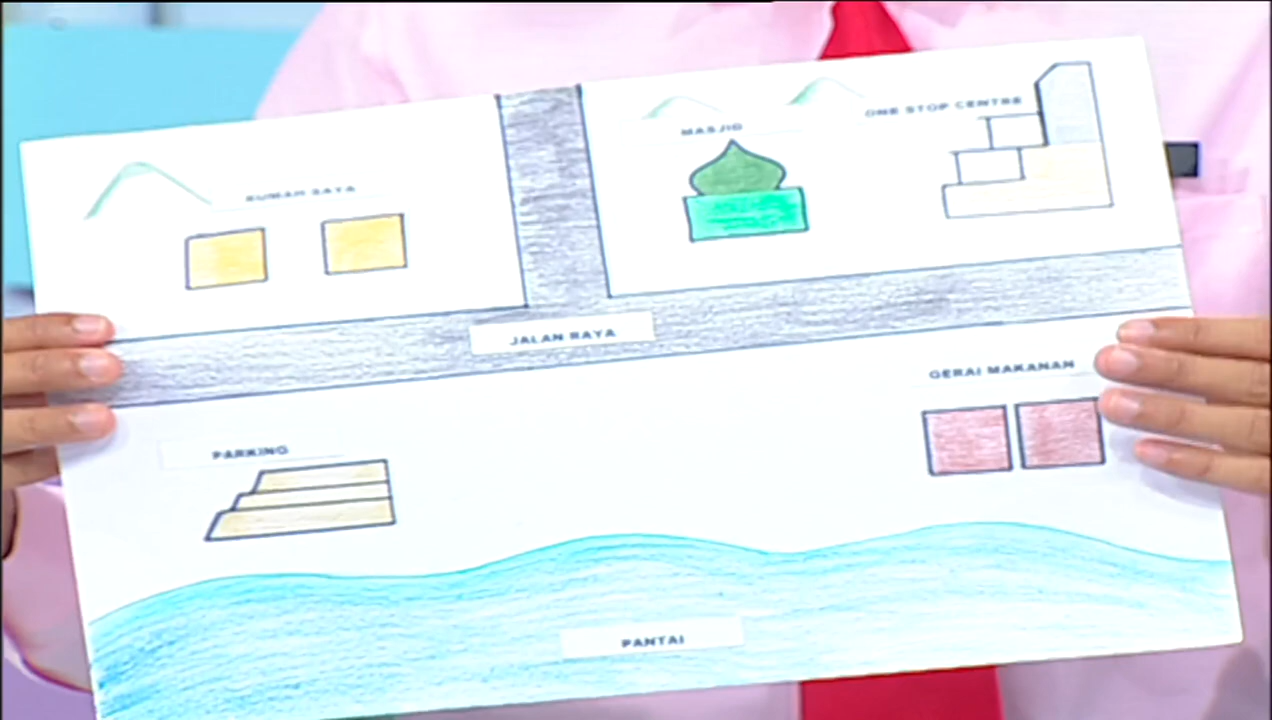 ONE STOP CENTRE
MASJID
RUMAH SAYA
JALAN RAYA
GERAI MAKANAN
PARKING
PANTAI